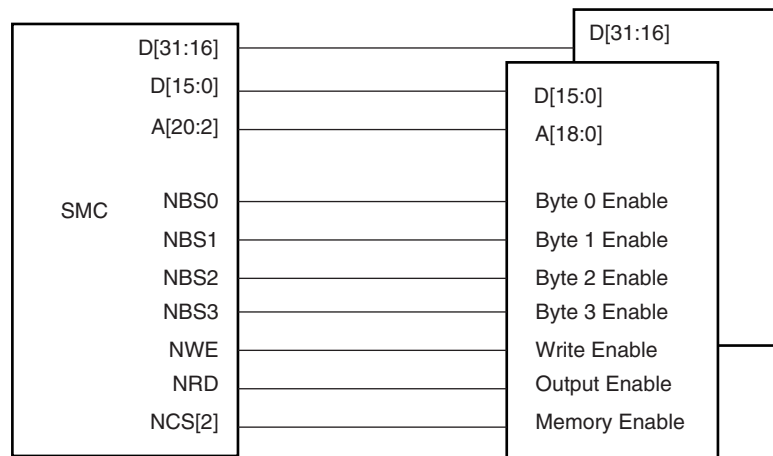 D[31:16]
D[15:0]
A[20:2]
SMC
NBS0
NBS1
NBS2
NBS3
NWE
NRD
NCS[2]
D[31:16]
D[15:0]
A[18:0]
Byte 0 Enable
Byte 1 Enable
Byte 2 Enable
Byte 3 Enable
Write Enable
Output Enable
Memory Enable